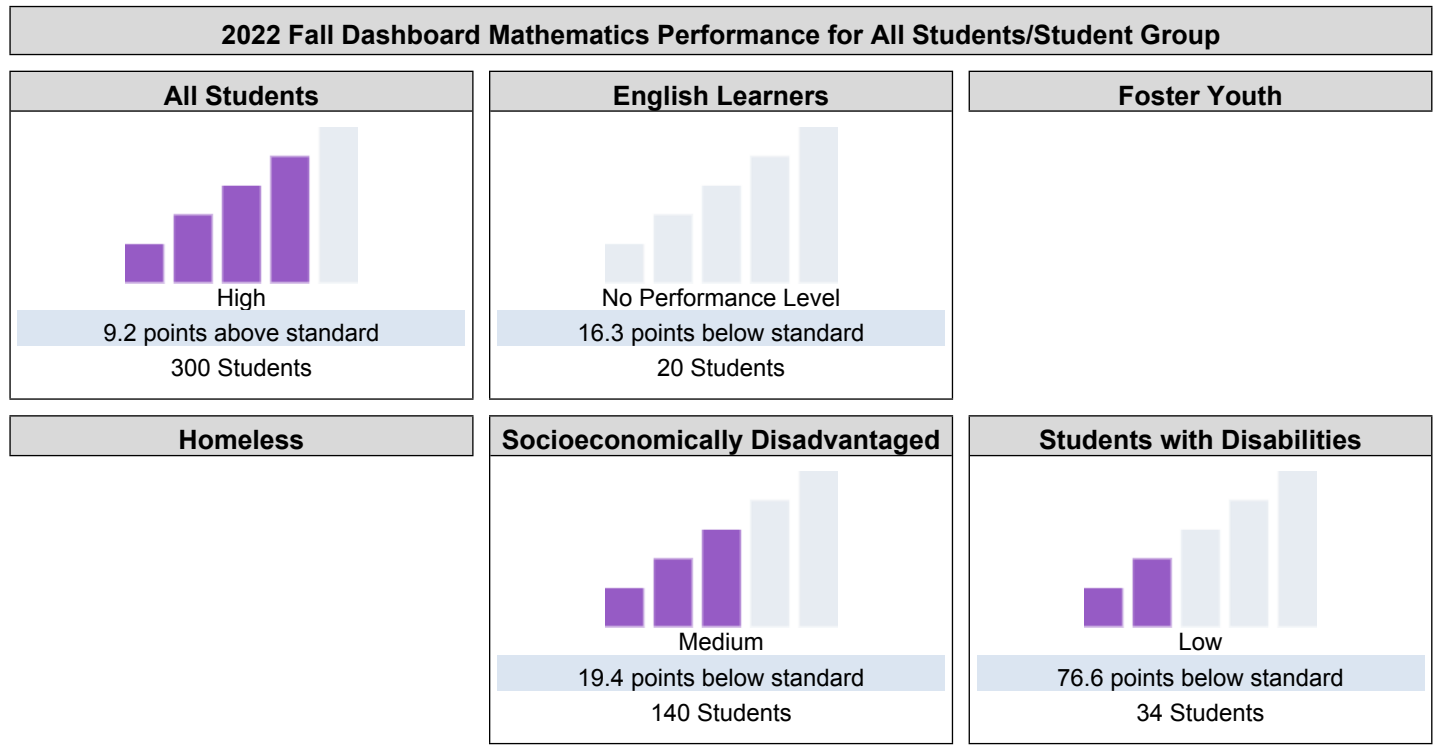 2022 Fall Dashboard Mathematics Performance for All Students/Student Group
All Students
High
9.2 points above standard
300 Students
English Learners
No Performance Level
16.3 points below standard
20 Students
Foster Youth
Homeless
Socioeconomically Disadvantaged
Medium
19.4 points below standard
140 Students
Students with Disabilities
Low
76.6 points below standard
34 Students